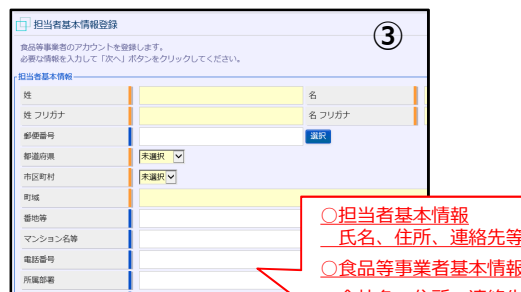 担当者基本情報登録
③
食品等事業者のアカウントを登録します。
必要な情報を入力して「次へ」ボタンをクリックしてください。
担当者基本情報
姓
名
姓 フリガナ
名 フリガナ
郵便番号
選択
都道府県
未選択
市区町村
未選択
町域
番地等
マンション名等
電話番号
所属部署
○担当者基本情報
氏名、住所、連絡先等
○食品等事業者基本情報